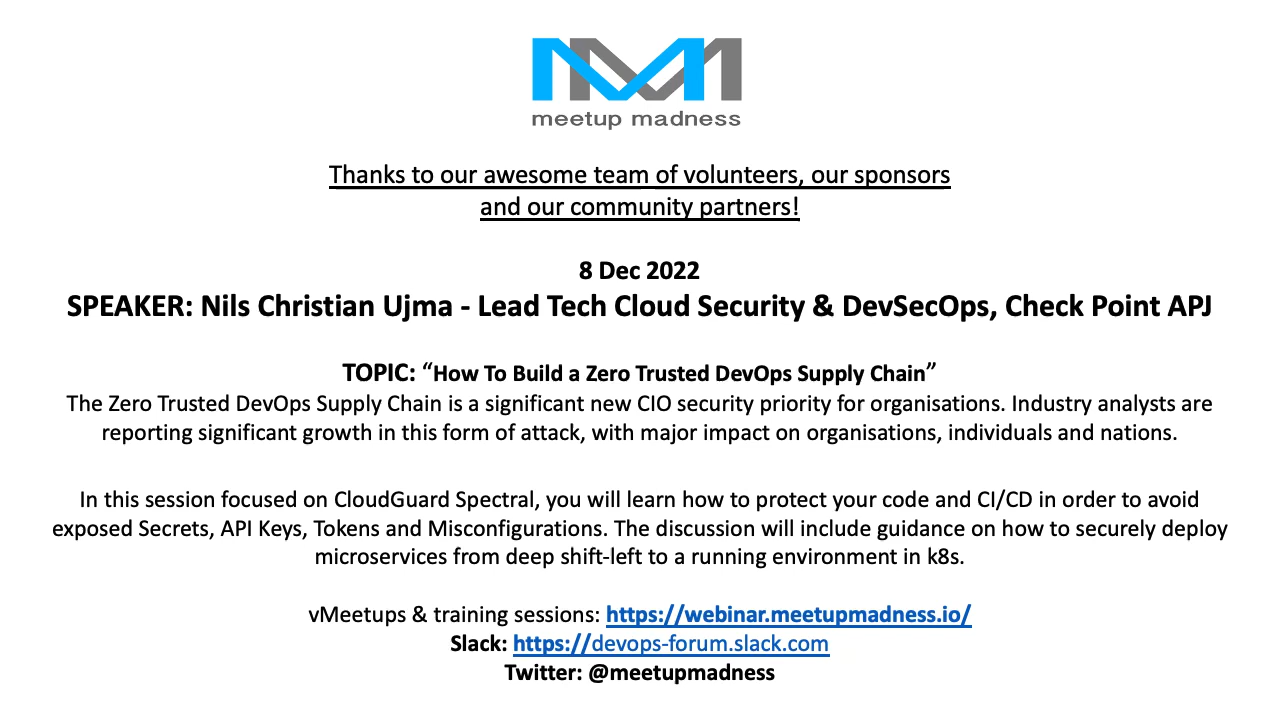 meetup madness
Thanks to our awesome team of volunteers, our sponsors
and our community partners!
8 Dec 2022
SPEAKER: Nils Christian Ujma - Lead Tech Cloud Security & DevSecOps, Check Point APJ
TOPIC: “How To Build a Zero Trusted DevOps Supply Chain”
The Zero Trusted DevOps Supply Chain is a significant new CIO security priority for organisations. Industry analysts are
reporting significant growth in this form of attack, with major impact on organisations, individuals and nations.
In this session focused on CloudGuard Spectral, you will learn how to protect your code and CI/CD in order to avoid
exposed Secrets, API Keys, Tokens and Misconfigurations. The discussion will include guidance on how to securely deploy
microservices from deep shift-left to a running environment in k8s.
vMeetups & training sessions: https://webinar.meetupmadness.io/
Slack: https://devops-forum.slack.com
Twitter: @meetupmadness